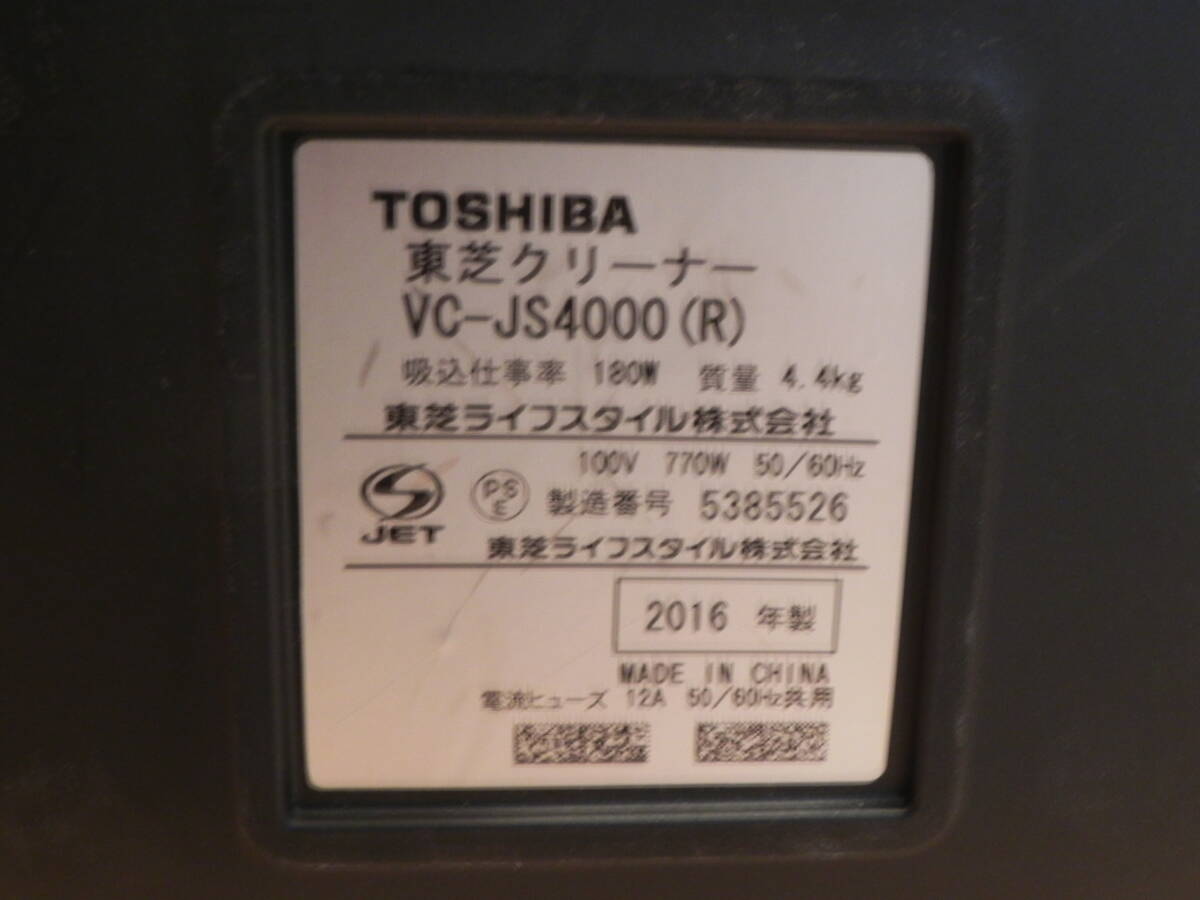 TOSHIBA
東芝クリーナー
VC-JS4000(R)
吸込仕事率 180W 質量 4.4kg
東芝ライフスタイル株式会社
100V 770W 50/60Hz
JET PSE 製造番号 5385526
東芝ライフスタイル株式会社
2016 年製
MADE IN CHINA
電流ヒューズ 12A 50/60Hz共用